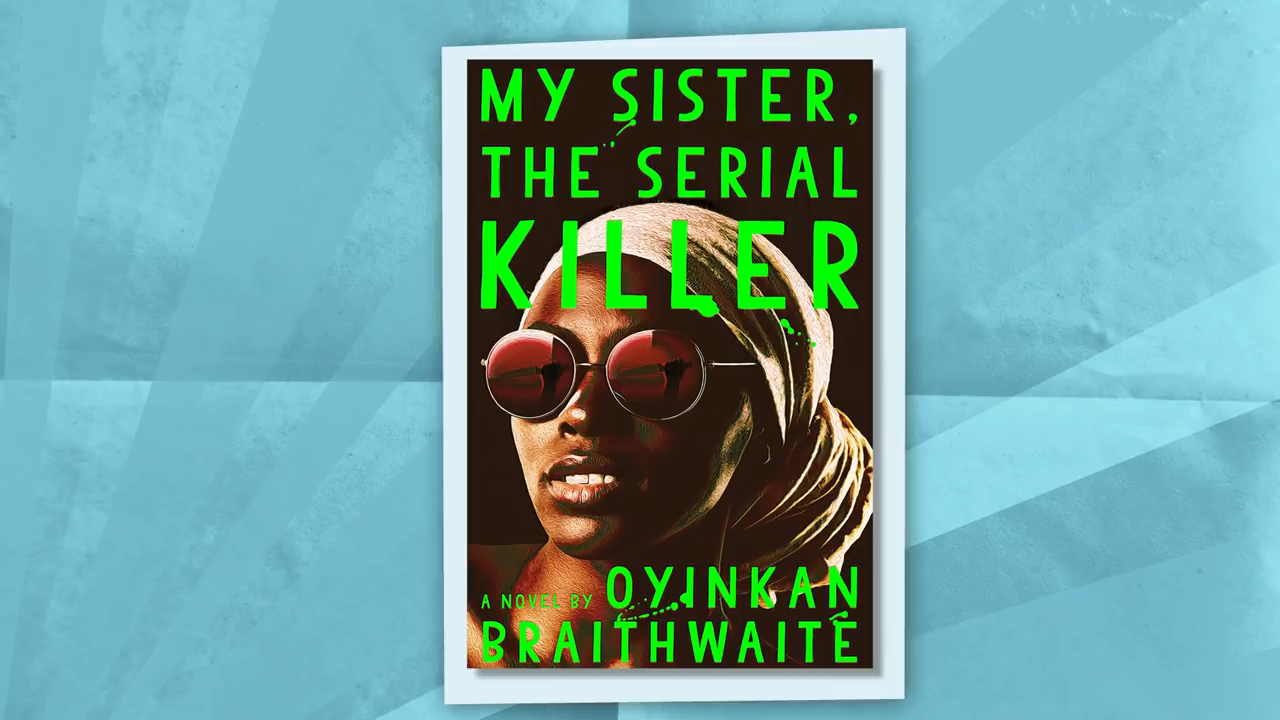 MY SISTER,
THE SERIAL
KILLER
A NOVEL BY OYINKAN
BRAITHWAITE